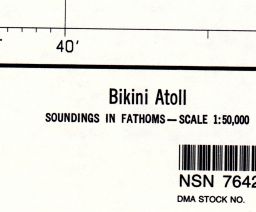 40'
Bikini Atoll
SOUNDINGS IN FATHOMS — SCALE 1:50,000
NSN 7642
DMA STOCK NO.